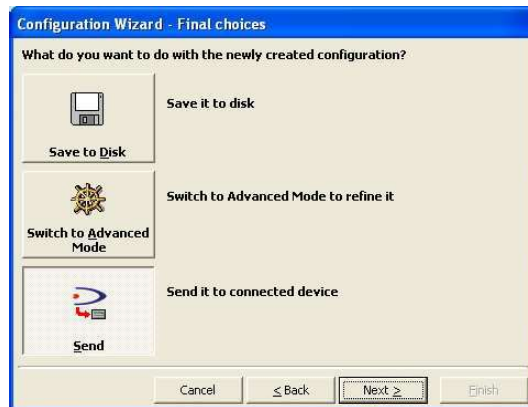 Configuration Wizard - Final choices
What do you want to do with the newly created configuration?
Save to Disk
Save it to disk
Switch to Advanced
Mode
Switch to Advanced Mode to refine it
Send
Send it to connected device
Cancel
< Back
Next >
Finish